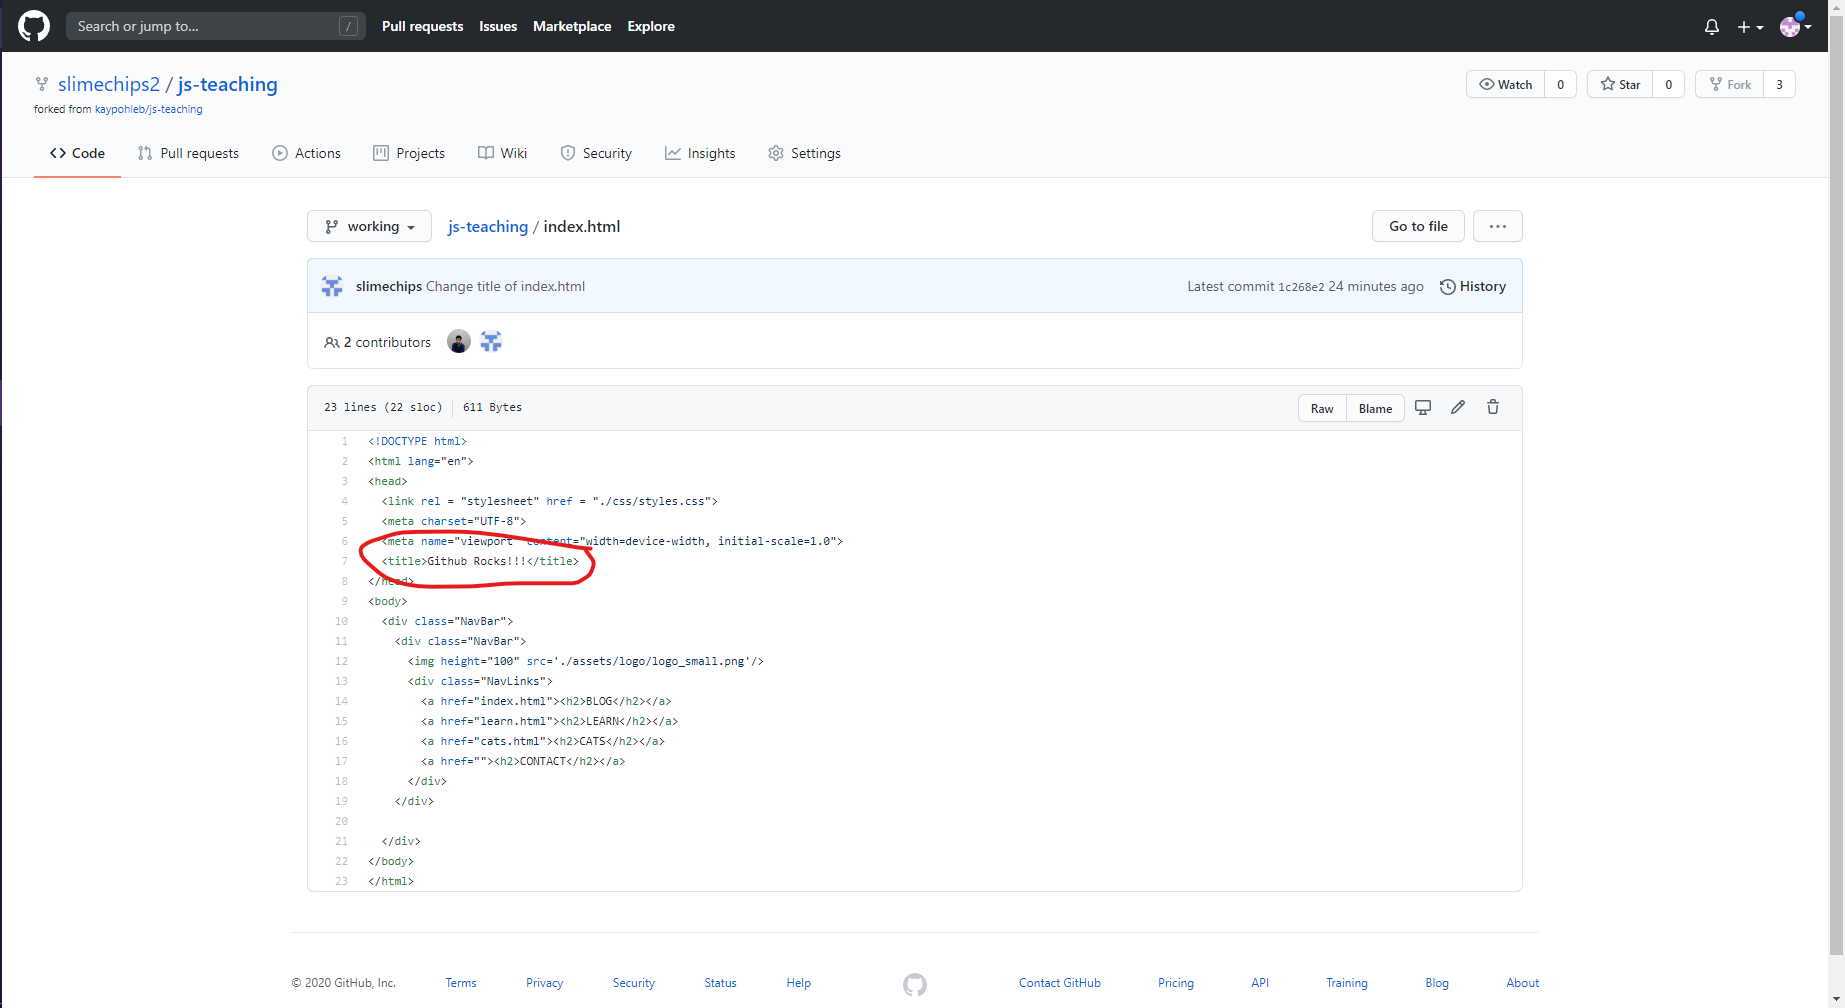 Search or jump to... /
Pull requests Issues Marketplace Explore
slimechips2 / js-teaching
Watch 0 Star 0 Fork 3
forked from kaypohleb/js-teaching
Code Pull requests Actions Projects Wiki Security Insights Settings
working js-teaching / index.html
Go to file ...
slimechips Change title of index.html
Latest commit 1c268e2 24 minutes ago History
2 contributors
23 lines (22 sloc) 611 Bytes
Raw Blame
1 <!DOCTYPE html>
2 <html lang="en">
3 <head>
4 <link rel = "stylesheet" href = "./css/styles.css">
5 <meta charset="UTF-8">
6 <meta name="viewport" content="width=device-width, initial-scale=1.0">
7 <title>Github Rocks!!!</title>
8 </head>
9 <body>
10 <div class="NavBar">
11 <div class="NavBar">
12 <img height="100" src='./assets/logo/logo_small.png'/>
13 <div class="NavLinks">
14 <a href="index.html"><h2>BLOG</h2></a>
15 <a href="learn.html"><h2>LEARN</h2></a>
16 <a href="cats.html"><h2>CATS</h2></a>
17 <a href=""><h2>CONTACT</h2></a>
18 </div>
19 </div>
20
21 </div>
22 </body>
23 </html>
© 2020 GitHub, Inc. Terms Privacy Security Status Help Contact GitHub Pricing API Training Blog About